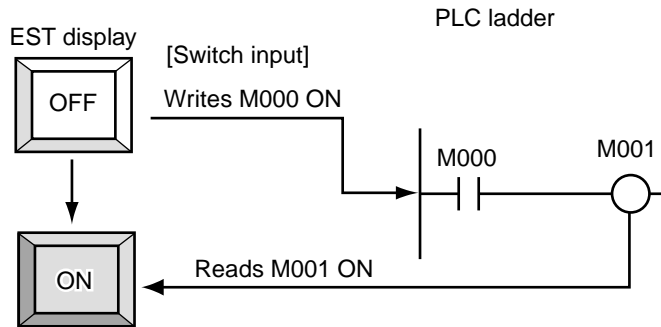 PLC ladder
EST display
[Switch input]
OFF
Writes M000 ON
M000
M001
Reads M001 ON
ON